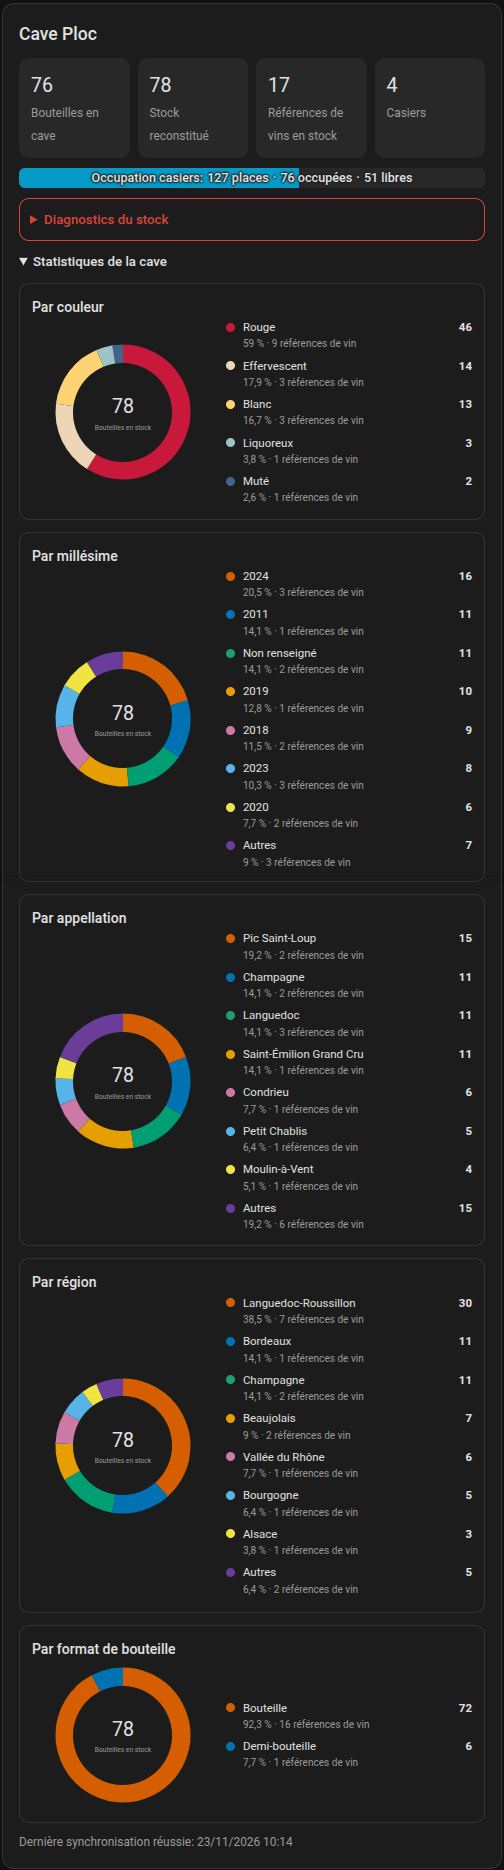 Cave Ploc
76
Bouteilles en
cave
78
Stock
reconstitué
17
Références de
vins en stock
4
Casiers
Occupation casiers: 127 places · 76 occupées · 51 libres
Diagnostics du stock
Statistiques de la cave
Par couleur
78
Bouteilles en stock
Rouge 46
59 % · 9 références de vin
Effervescent 14
17,9 % · 3 références de vin
Blanc 13
16,7 % · 3 références de vin
Liquoreux 3
3,8 % · 1 références de vin
Muté 2
2,6 % · 1 références de vin
Par millésime
78
Bouteilles en stock
2024 16
20,5 % · 3 références de vin
2011 11
14,1 % · 1 références de vin
Non renseigné 11
14,1 % · 2 références de vin
2019 10
12,8 % · 1 références de vin
2018 9
11,5 % · 2 références de vin
2023 8
10,3 % · 3 références de vin
2020 6
7,7 % · 2 références de vin
Autres 7
9 % · 3 références de vin
Par appellation
78
Bouteilles en stock
Pic Saint-Loup 15
19,2 % · 2 références de vin
Champagne 11
14,1 % · 2 références de vin
Languedoc 11
14,1 % · 3 références de vin
Saint-Émilion Grand Cru 11
14,1 % · 1 références de vin
Condrieu 6
7,7 % · 1 références de vin
Petit Chablis 5
6,4 % · 1 références de vin
Moulin-à-Vent 4
5,1 % · 1 références de vin
Autres 15
19,2 % · 6 références de vin
Par région
78
Bouteilles en stock
Languedoc-Roussillon 30
38,5 % · 7 références de vin
Bordeaux 11
14,1 % · 1 références de vin
Champagne 11
14,1 % · 2 références de vin
Beaujolais 7
9 % · 2 références de vin
Vallée du Rhône 6
7,7 % · 1 références de vin
Bourgogne 5
6,4 % · 1 références de vin
Alsace 3
3,8 % · 1 références de vin
Autres 5
6,4 % · 2 références de vin
Par format de bouteille
78
Bouteilles en stock
Bouteille 72
92,3 % · 16 références de vin
Demi-bouteille 6
7,7 % · 1 références de vin
Dernière synchronisation réussie: 23/11/2026 10:14